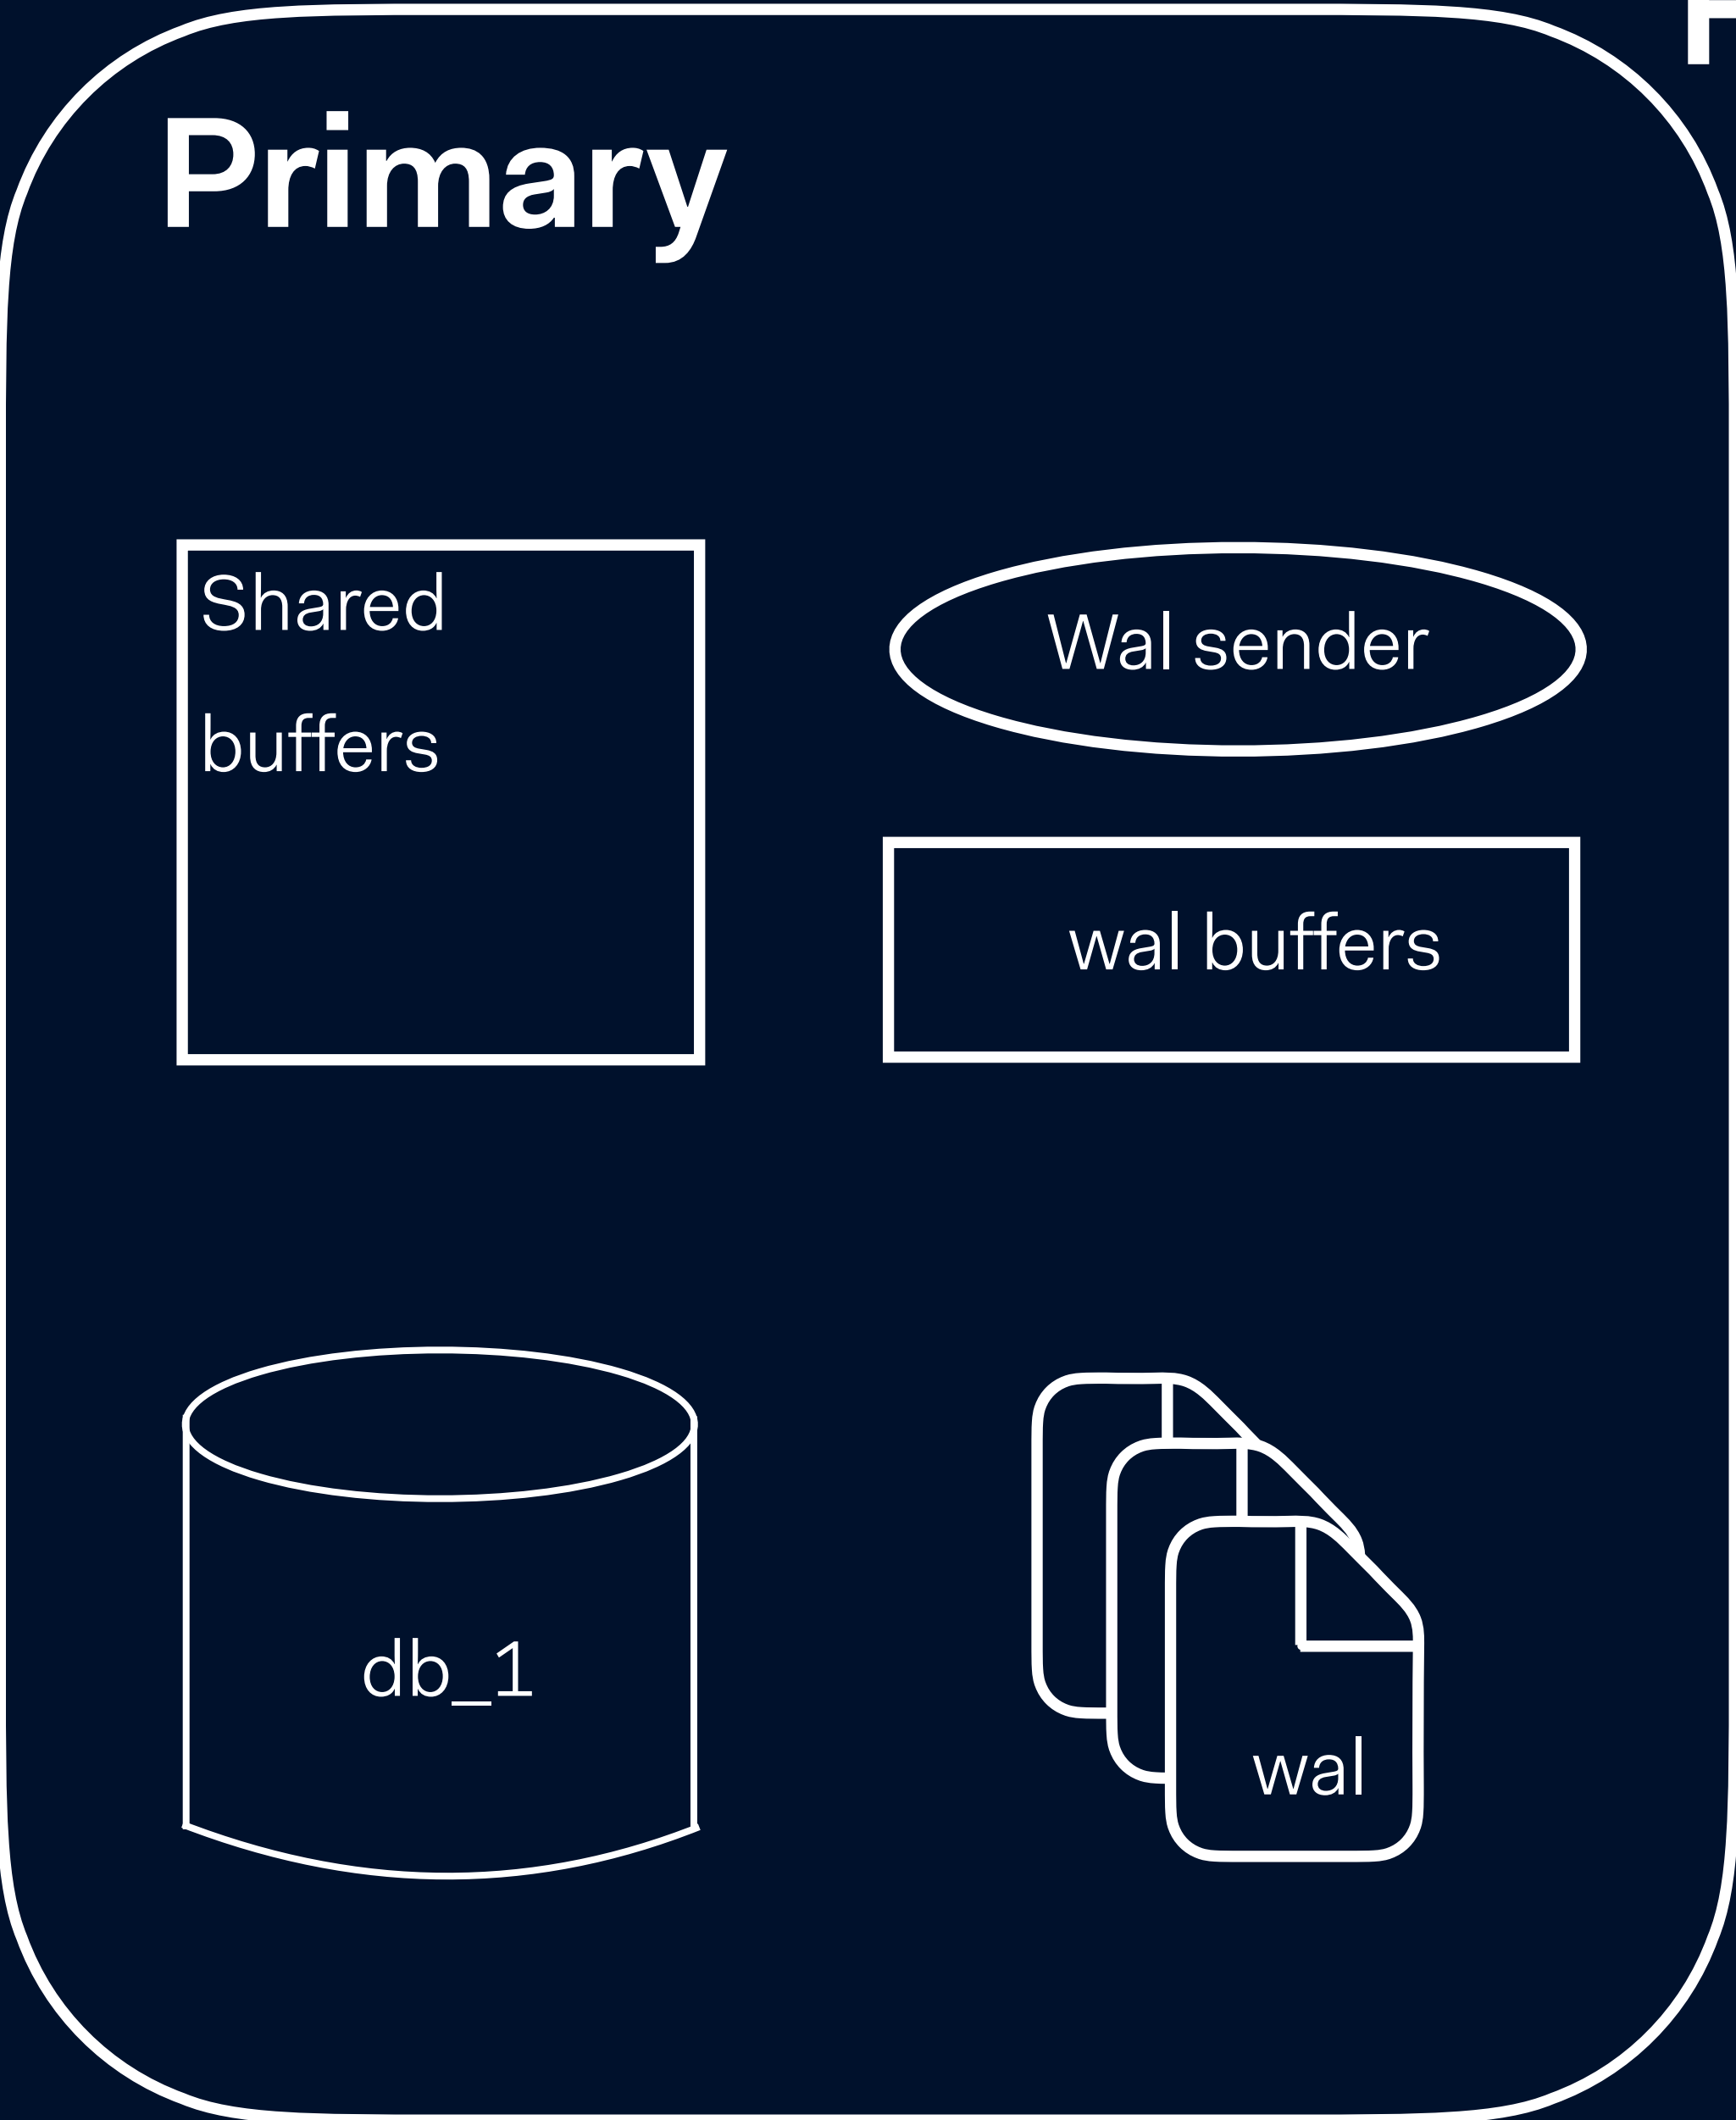 Primary
Shared
buffers
Wal sender
wal buffers
db_1
wal